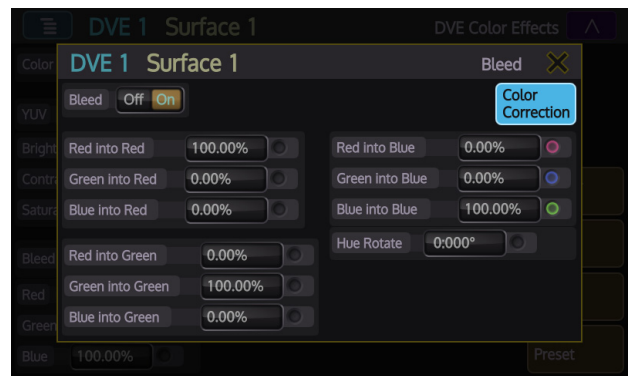 DVE 1 Surface 1 DVE Color Effects
Color
DVE 1 Surface 1 Bleed
Bleed Off On Color Correction
YUV
Bright
Red into Red 100.00% Red into Blue 0.00%
Contra
Green into Red 0.00% Green into Blue 0.00%
Satura
Blue into Red 0.00% Blue into Blue 100.00%
Hue Rotate 0:000°
Bleed
Red into Green 0.00%
Red
Green into Green 100.00%
Green
Blue into Green 0.00%
Blue 100.00% Preset